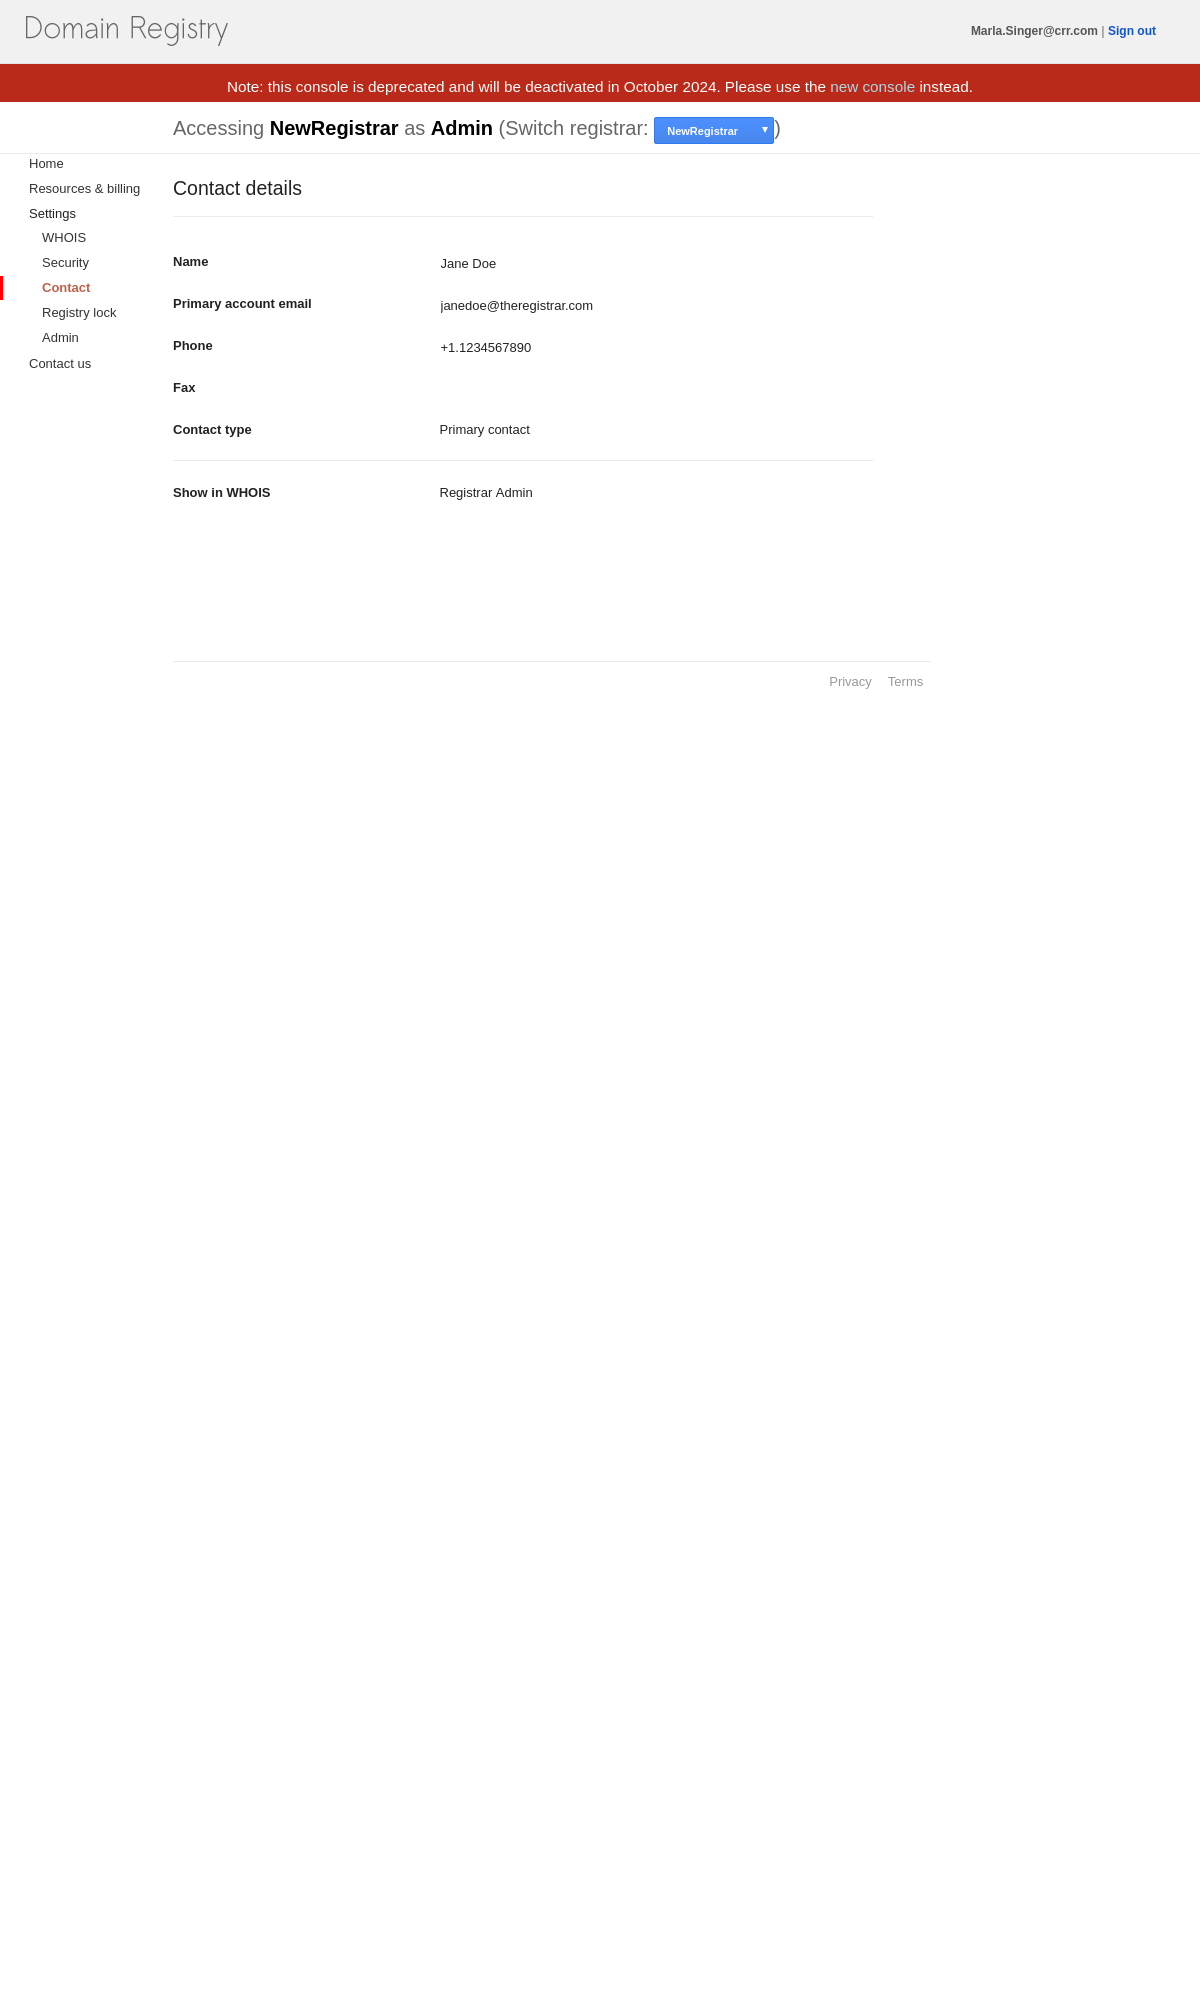 Domain Registry
Marla.Singer@crr.com | Sign out
Note: this console is deprecated and will be deactivated in October 2024. Please use the new console instead.
Accessing NewRegistrar as Admin (Switch registrar: NewRegistrar ▾)
Home
Resources & billing
Settings
WHOIS
Security
Contact
Registry lock
Admin
Contact us
Contact details
Name Jane Doe
Primary account email janedoe@theregistrar.com
Phone +1.1234567890
Fax
Contact type Primary contact
Show in WHOIS Registrar Admin
Privacy Terms